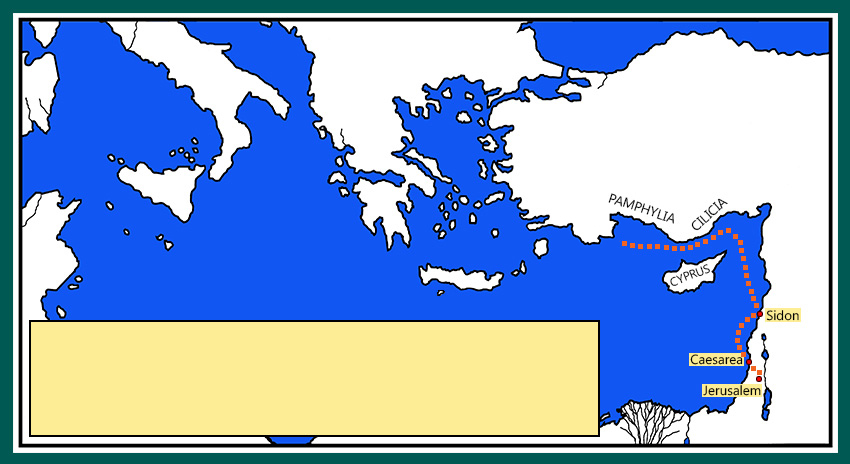 PAMPHYLIA
CILICIA
CYPRUS
Sidon
Caesarea
Jerusalem